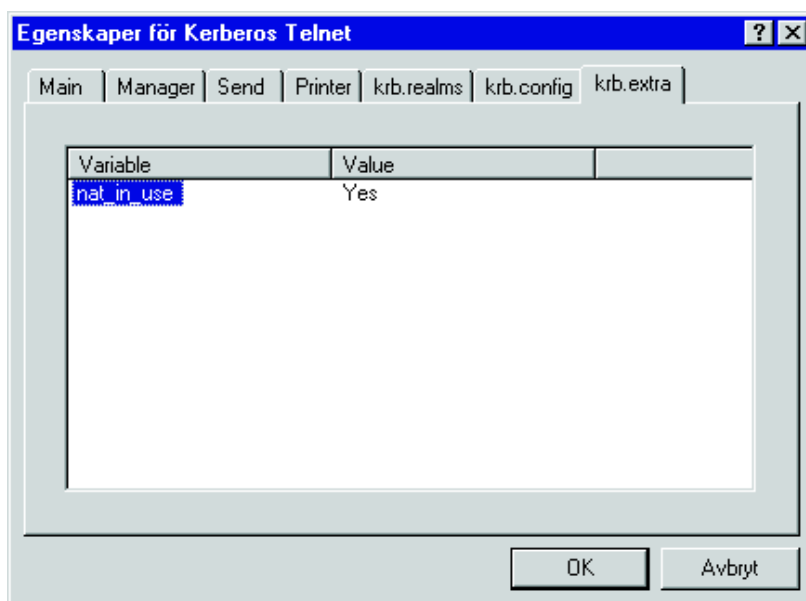 Egenskaper för Kerberos Telnet
Main Manager Send Printer krb.realms krb.config krb.extra
Variable Value
nat_in_use Yes
OK Avbryt